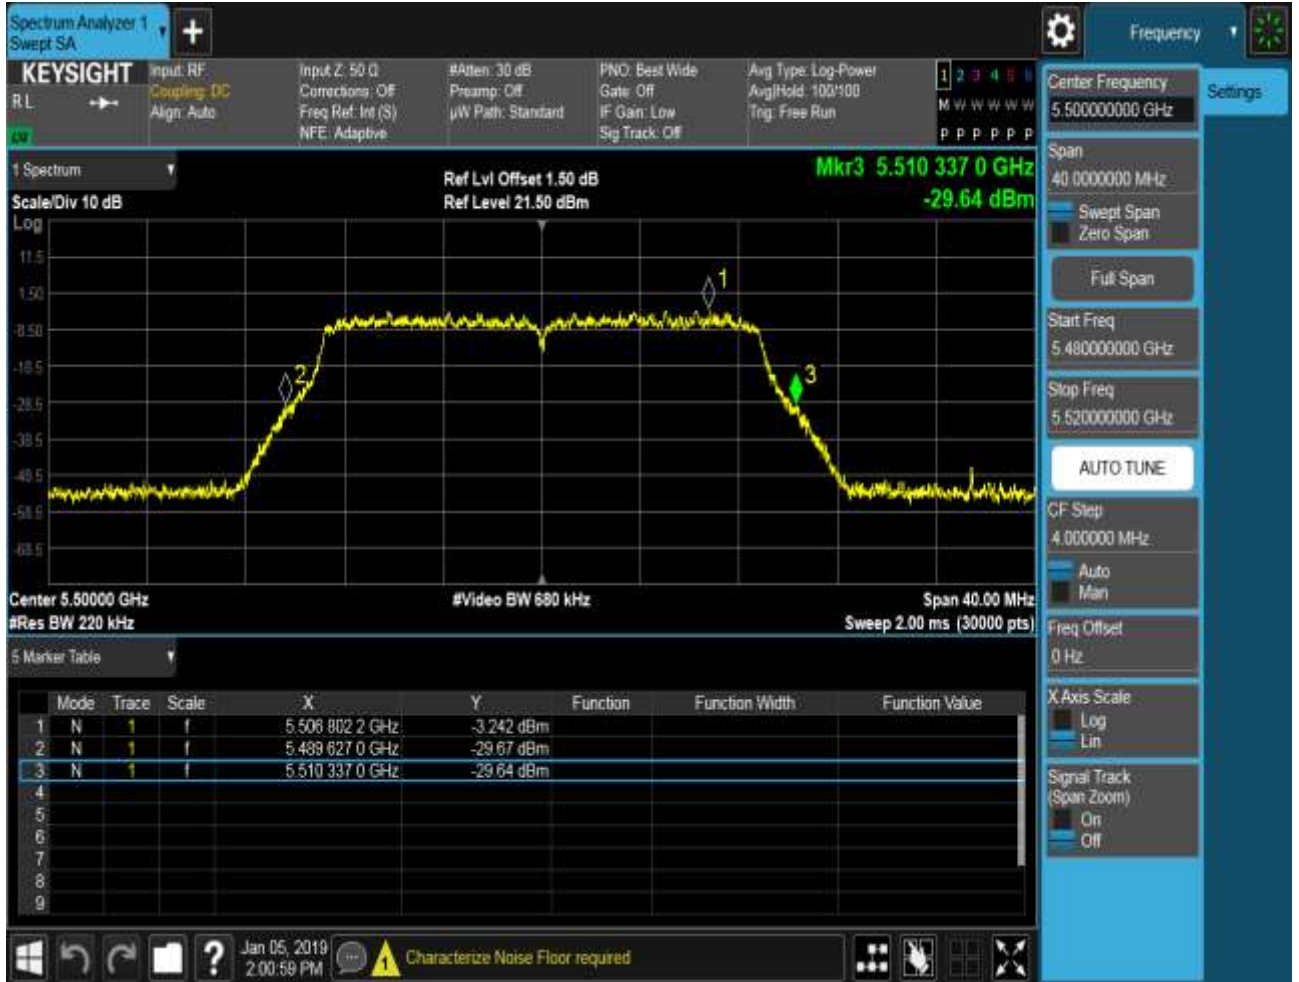 Spectrum Analyzer 1
Swept SA
+
Frequency
KEYSIGHT
R L
Input: RF
Coupling: DC
Align: Auto
Input Z: 50 Ω
Corrections: Off
Freq Ref: Int (S)
NFE: Adaptive
#Atten: 30 dB
Preamp: Off
µW Path: Standard
PNO: Best Wide
Gate: Off
IF Gain: Low
Sig Track: Off
Avg Type: Log-Power
Avg|Hold: 100/100
Trig: Free Run
1 2 3 4 5 6
M W W W W W
P P P P P P
1 Spectrum
Scale/Div 10 dB
Log
Ref Lvl Offset 1.50 dB
Ref Level 21.50 dBm
Mkr3 5.510 337 0 GHz
-29.64 dBm
11.5
1.50
-8.50
-18.5
-28.5
-38.5
-48.5
-58.5
-68.5
1
2
3
Center 5.50000 GHz
#Res BW 220 kHz
#Video BW 680 kHz
Span 40.00 MHz
Sweep 2.00 ms (30000 pts)
5 Marker Table
Mode Trace Scale X Y Function Function Width Function Value
1 N 1 f 5.506 802 2 GHz -3.242 dBm
2 N 1 f 5.489 627 0 GHz -29.67 dBm
3 N 1 f 5.510 337 0 GHz -29.64 dBm
4
5
6
7
8
9
Center Frequency
5.500000000 GHz
Settings
Span
40.0000000 MHz
Swept Span
Zero Span
Full Span
Start Freq
5.480000000 GHz
Stop Freq
5.520000000 GHz
AUTO TUNE
CF Step
4.000000 MHz
Auto
Man
Freq Offset
0 Hz
X Axis Scale
Log
Lin
Signal Track
(Span Zoom)
On
Off
?
Jan 05, 2019
2:00:59 PM
1
Characterize Noise Floor required